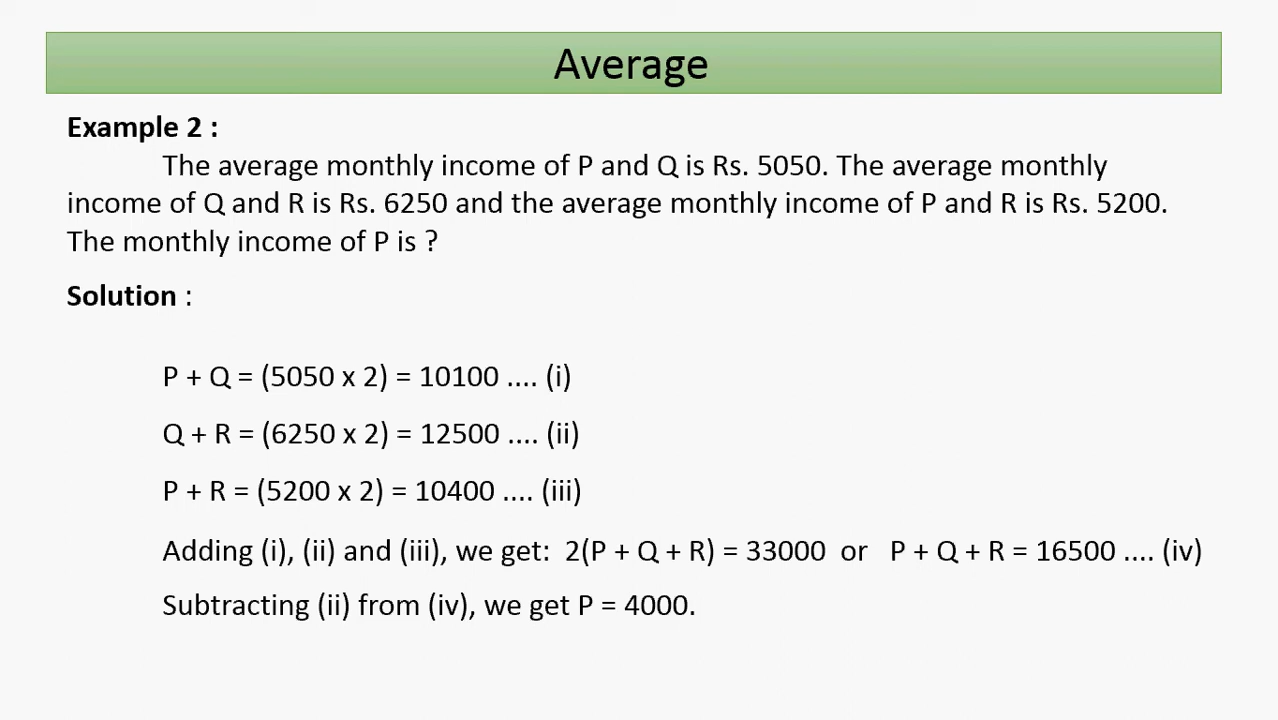 Average
Example 2 :
The average monthly income of P and Q is Rs. 5050. The average monthly
income of Q and R is Rs. 6250 and the average monthly income of P and R is Rs. 5200.
The monthly income of P is ?
Solution :
P + Q = (5050 x 2) = 10100 .... (i)
Q + R = (6250 x 2) = 12500 .... (ii)
P + R = (5200 x 2) = 10400 .... (iii)
Adding (i), (ii) and (iii), we get: 2(P + Q + R) = 33000 or P + Q + R = 16500 .... (iv)
Subtracting (ii) from (iv), we get P = 4000.